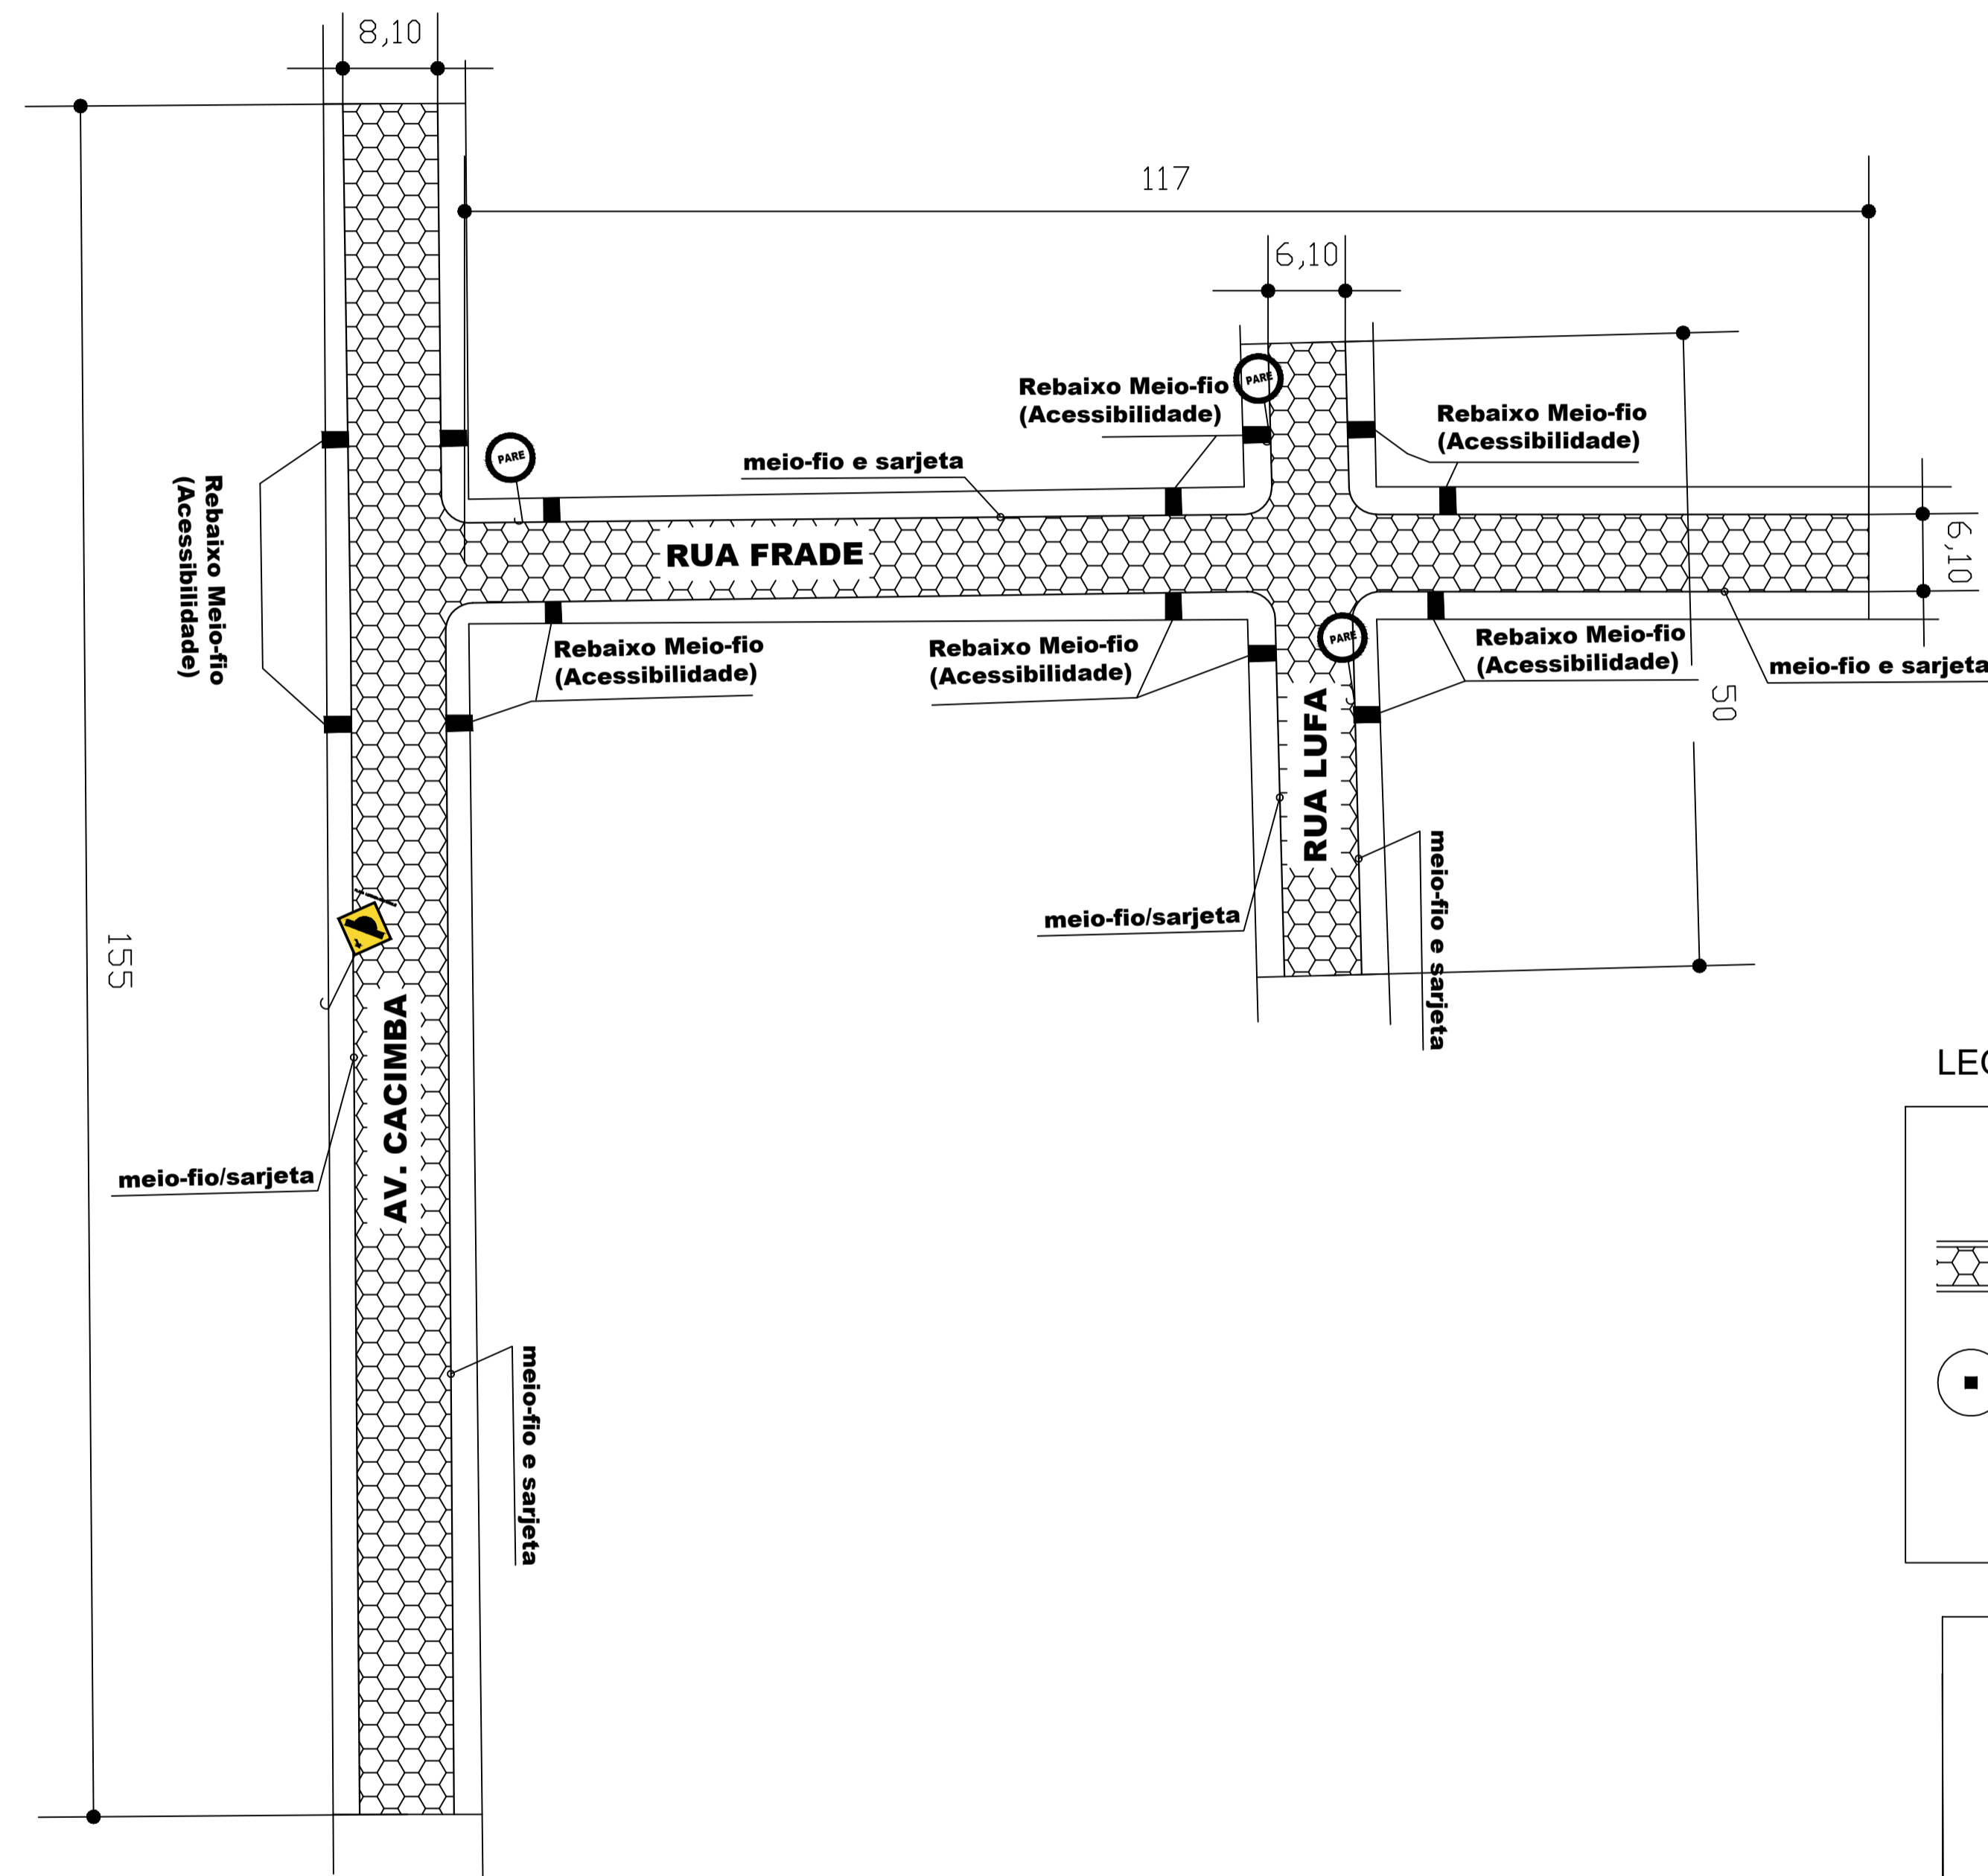 8,10
117
6,10
Rebaixo Meio-fio
(Acessibilidade)
PARE
Rebaixo Meio-fio
(Acessibilidade)
PARE
meio-fio e sarjeta
Rebaixo Meio-fio
(Acessibilidade)
RUA FRADE
6,10
Rebaixo Meio-fio
(Acessibilidade)
Rebaixo Meio-fio
(Acessibilidade)
PARE
Rebaixo Meio-fio
(Acessibilidade)
meio-fio e sarjeta
50
RUA LUFA
meio-fio/sarjeta
meio-fio e sarjeta
155
AV. CACIMBA
meio-fio/sarjeta
meio-fio e sarjeta